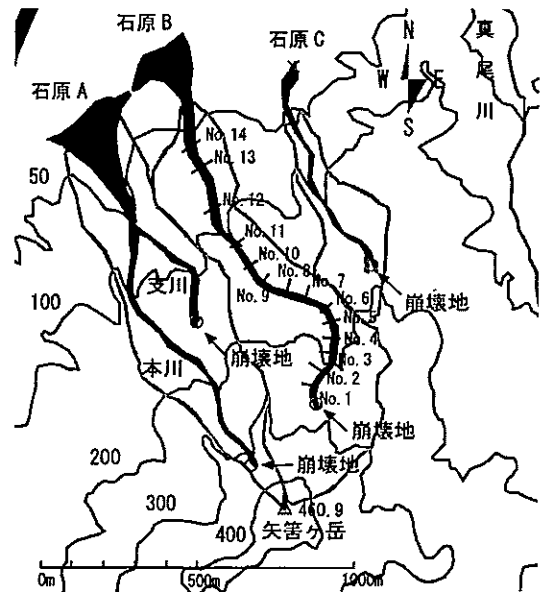 石原 B
石原 C
石原 A
N
W
E
S
真尾川
No.14
No.13
No.12
No.11
No.10
No.9
No.8
No.7
No.6
No.5
No.4
No.3
No.2
No.1
50
100
200
300
400
支川
本川
崩壊地
崩壊地
崩壊地
崩壊地
460.9
矢筈ヶ岳
0m
500m
1000m